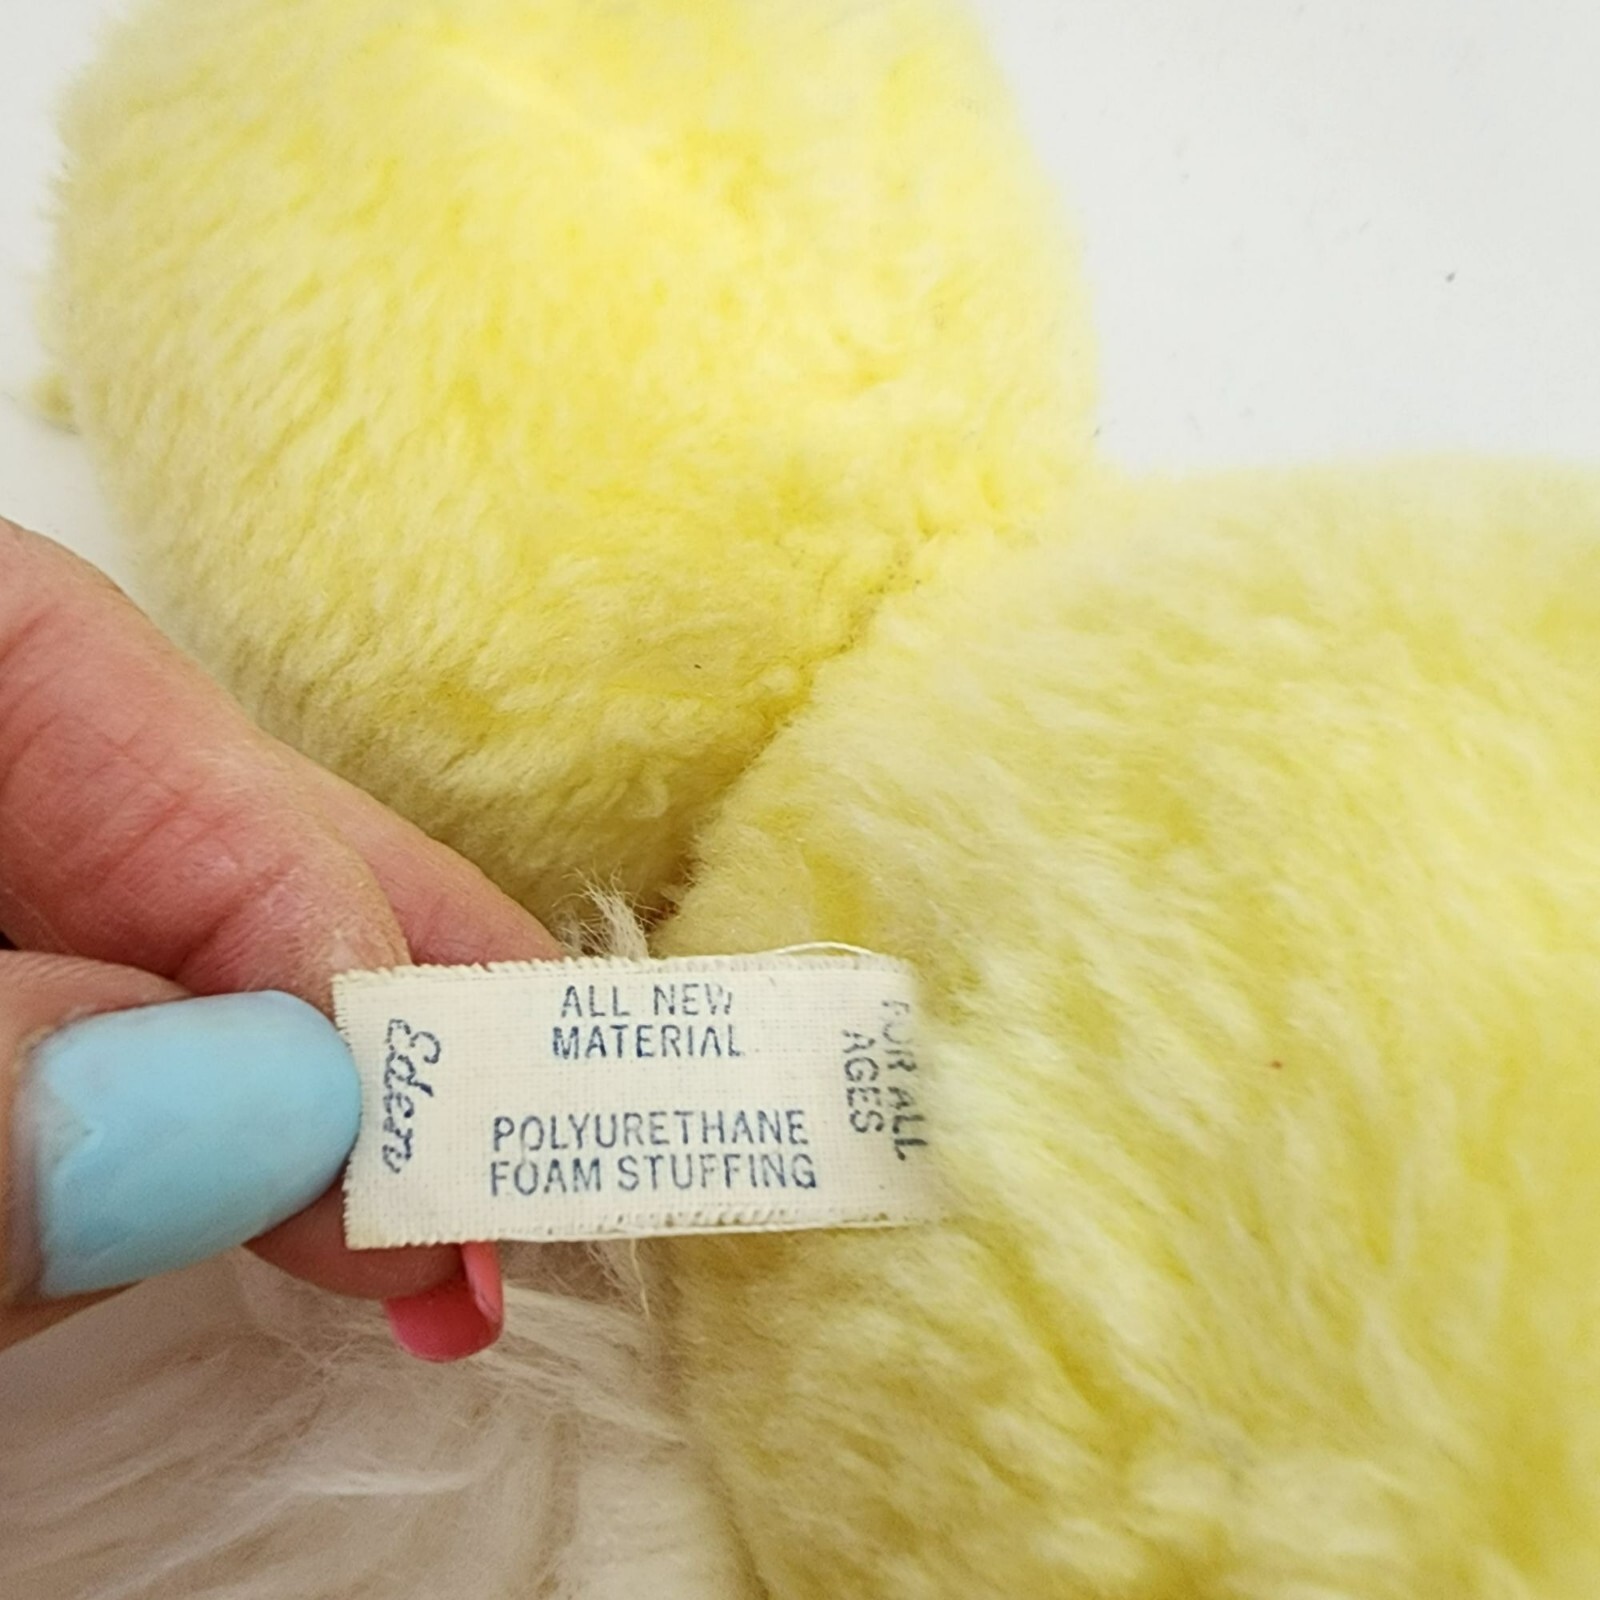 Eden
ALL NEW
MATERIAL
POLYURETHANE
FOAM STUFFING
FOR ALL
AGES